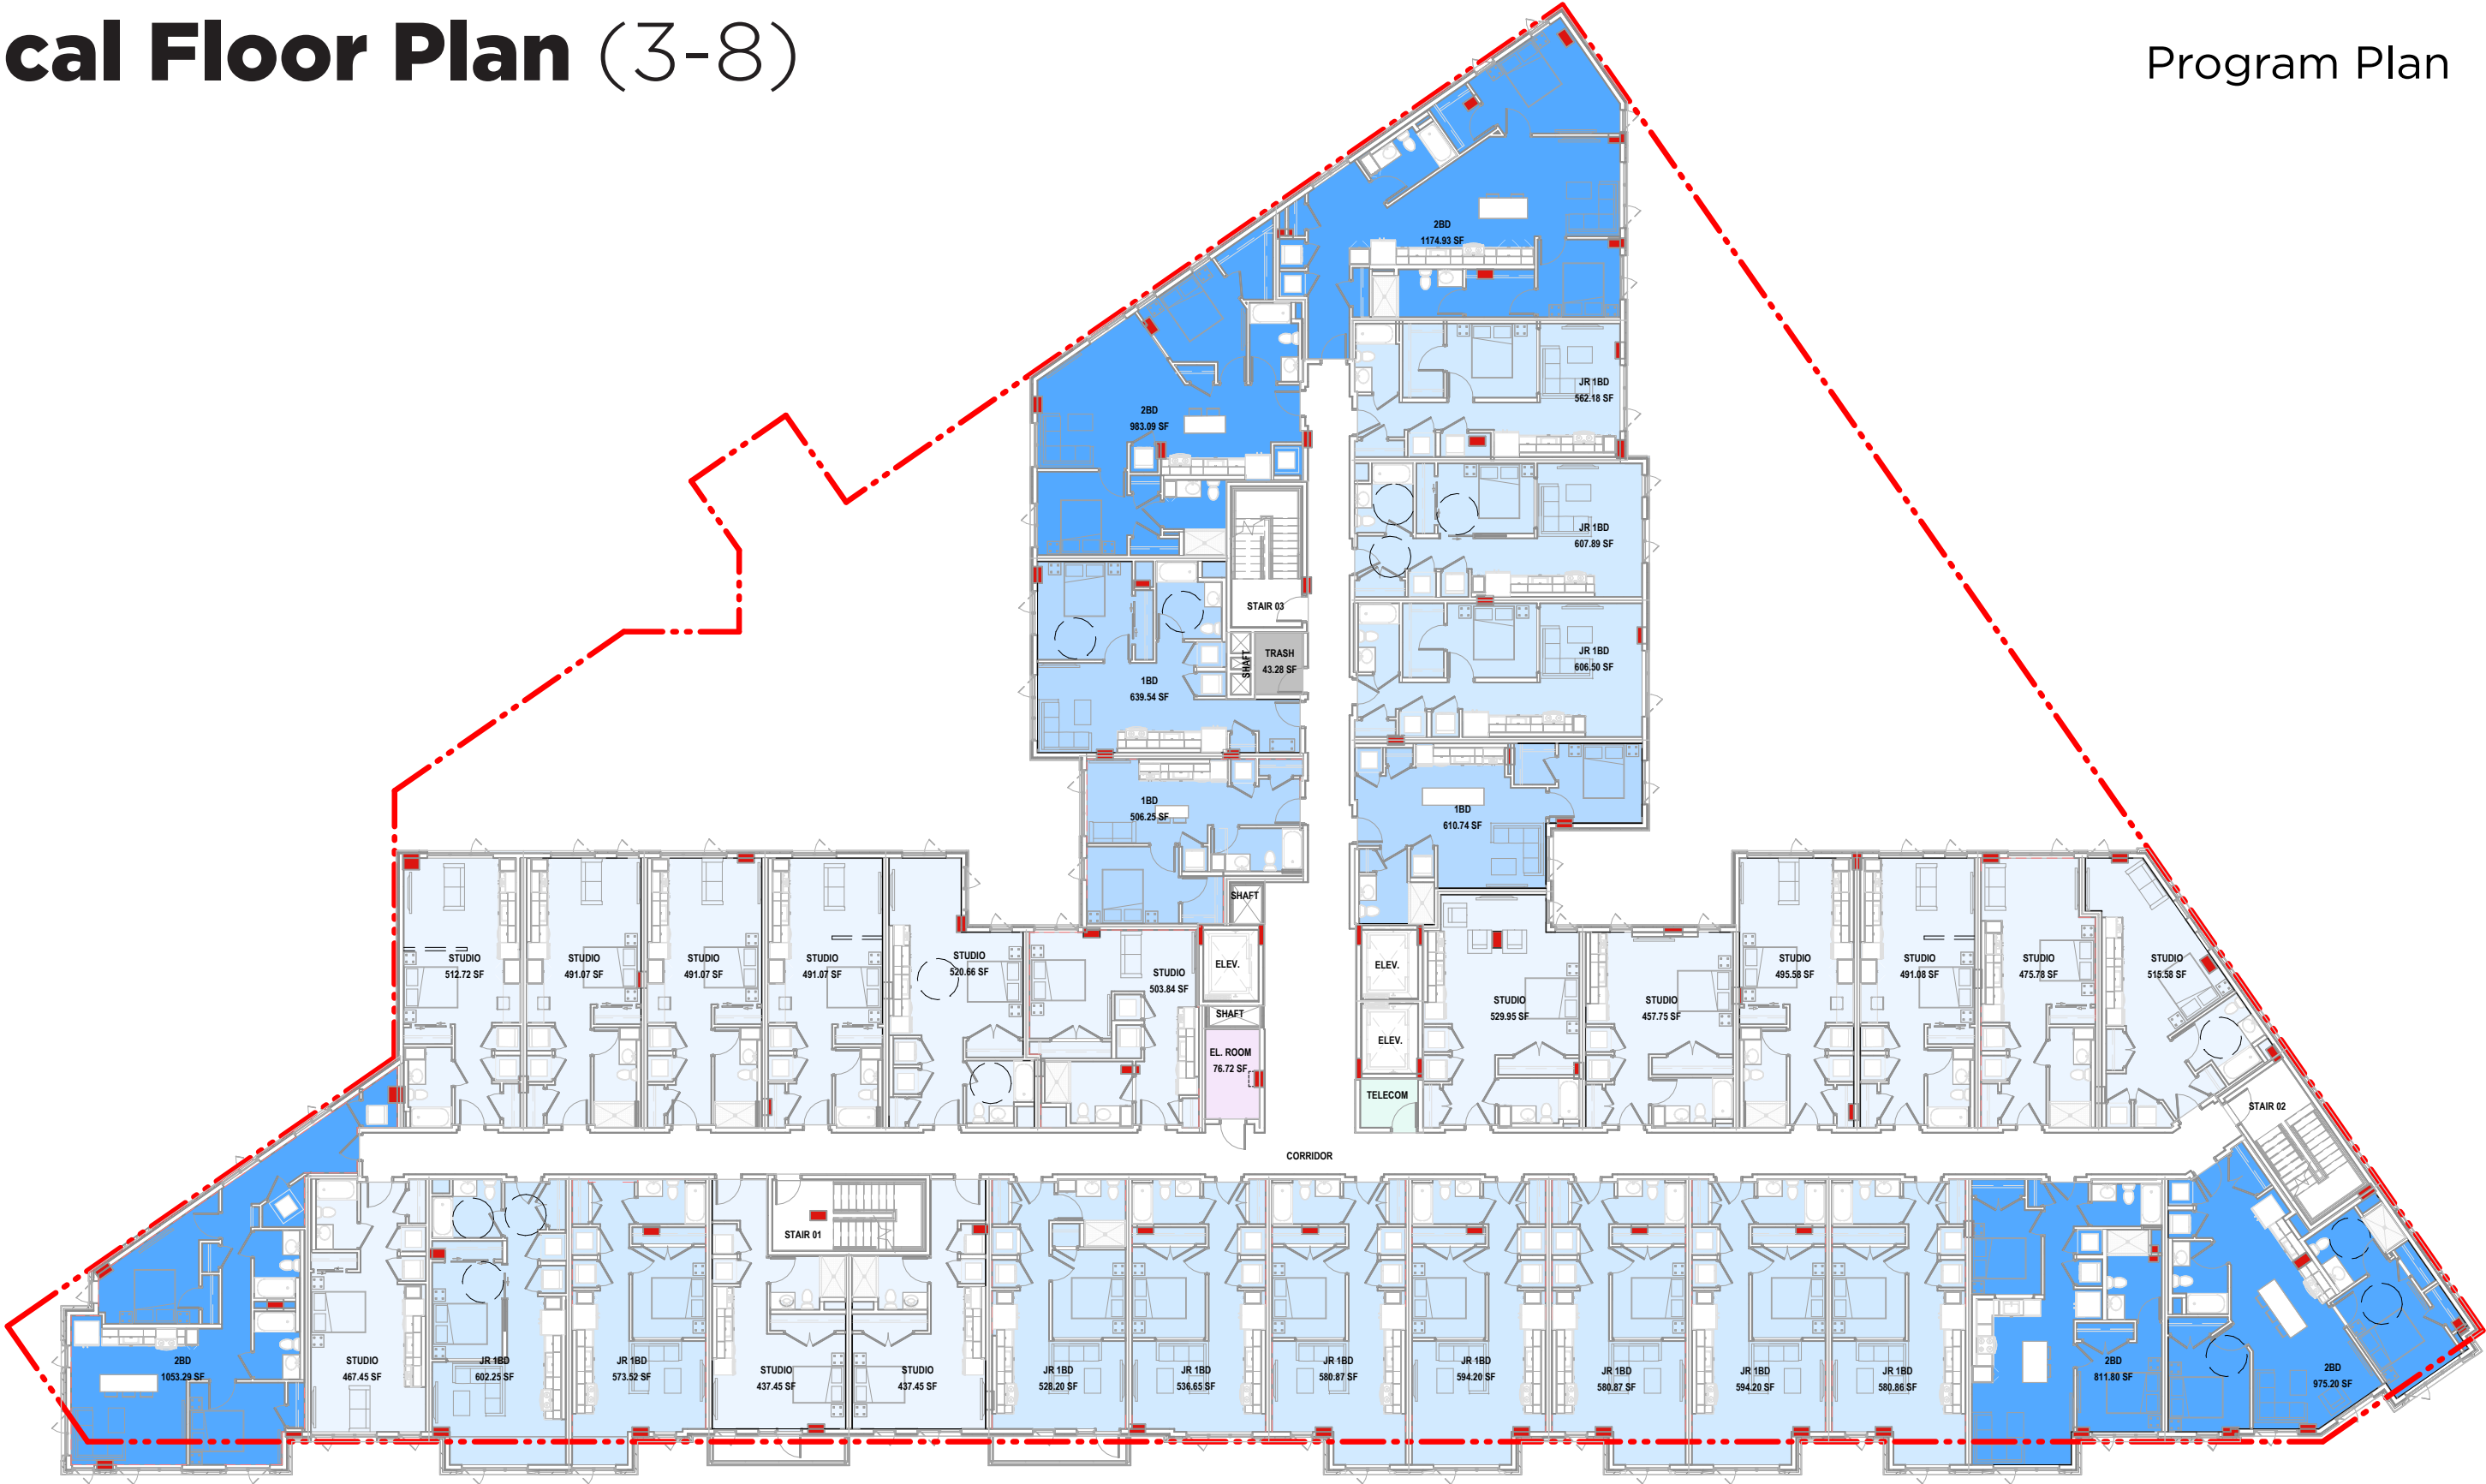 cal Floor Plan (3-8)
Program Plan
2BD
1174.93 SF
JR 1BD
562.18 SF
2BD
983.09 SF
JR 1BD
607.89 SF
STAIR 03
SHAFT
TRASH
43.28 SF
JR 1BD
606.50 SF
1BD
639.54 SF
1BD
506.25 SF
1BD
610.74 SF
SHAFT
STUDIO
512.72 SF
STUDIO
491.07 SF
STUDIO
491.07 SF
STUDIO
491.07 SF
STUDIO
520.66 SF
STUDIO
503.84 SF
ELEV.
SHAFT
EL. ROOM
76.72 SF
ELEV.
ELEV.
TELECOM
STUDIO
529.95 SF
STUDIO
457.75 SF
STUDIO
495.58 SF
STUDIO
491.08 SF
STUDIO
475.78 SF
STUDIO
515.58 SF
STAIR 02
CORRIDOR
STAIR 01
2BD
1053.29 SF
STUDIO
467.45 SF
JR 1BD
602.25 SF
JR 1BD
573.52 SF
STUDIO
437.45 SF
STUDIO
437.45 SF
JR 1BD
528.20 SF
JR 1BD
536.65 SF
JR 1BD
580.87 SF
JR 1BD
594.20 SF
JR 1BD
580.87 SF
JR 1BD
594.20 SF
JR 1BD
580.86 SF
2BD
811.80 SF
2BD
975.20 SF